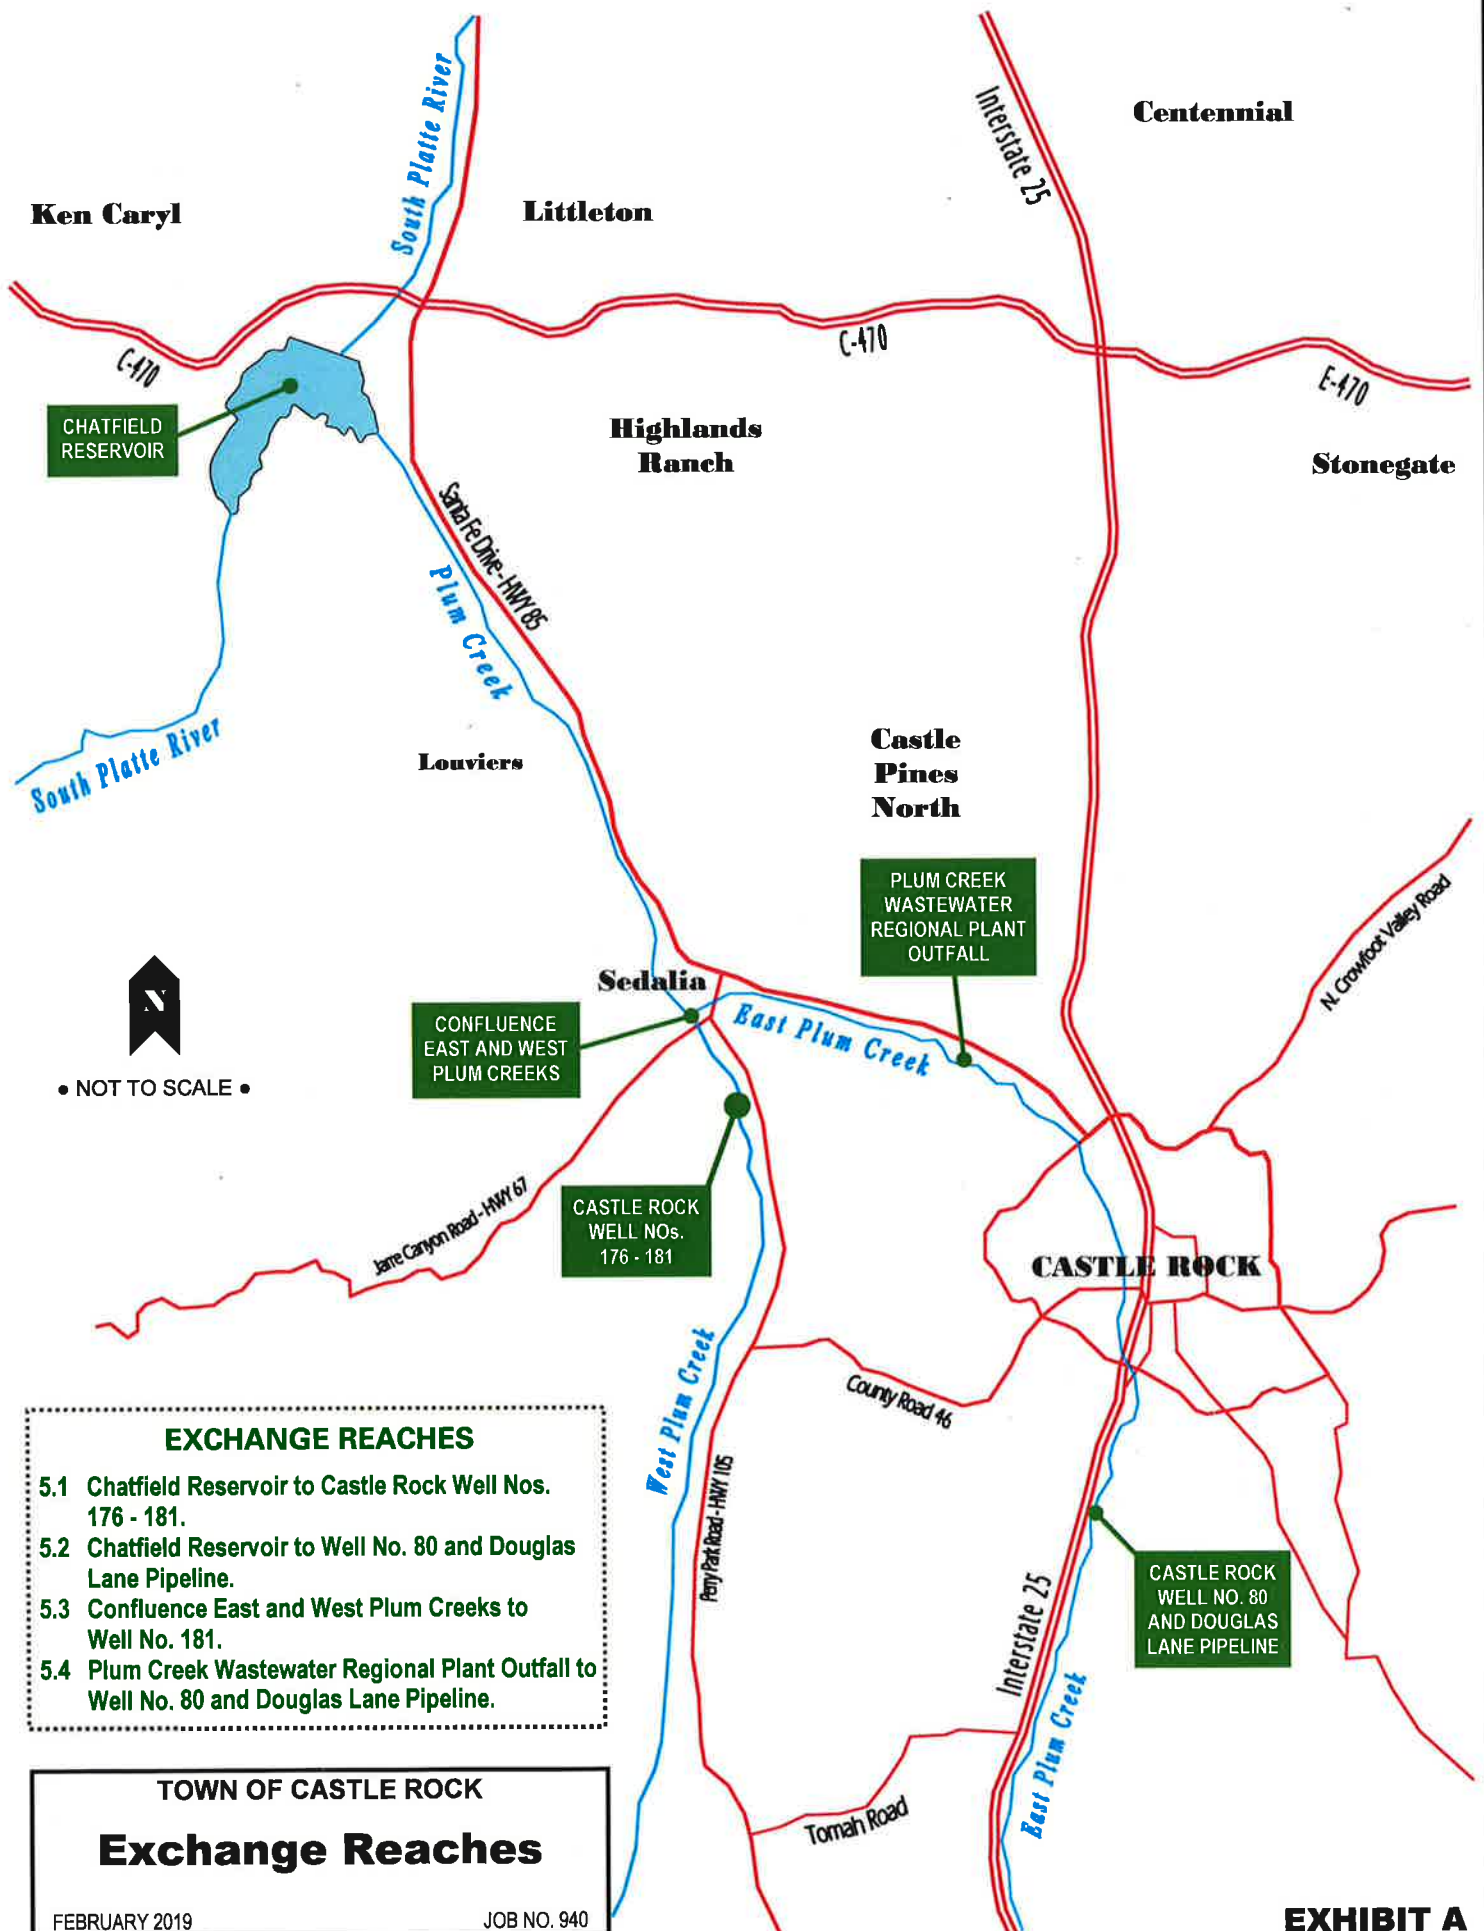 South Platte River
Interstate 25
Centennial
Ken Caryl
Littleton
C-470
C-470
E-470
CHATFIELD
RESERVOIR
Highlands
Ranch
Stonegate
Santa Fe Drive - HWY 85
Plum Creek
South Platte River
Louviers
Castle
Pines
North
PLUM CREEK
WASTEWATER
REGIONAL PLANT
OUTFALL
N. Crowfoot Valley Road
N
• NOT TO SCALE •
Sedalia
CONFLUENCE
EAST AND WEST
PLUM CREEKS
East Plum Creek
CASTLE ROCK
WELL NOs.
176 - 181
Jarre Canyon Road - HWY 67
CASTLE ROCK
West Plum Creek
County Road 46
Perry Park Road - HWY 105
EXCHANGE REACHES
5.1 Chatfield Reservoir to Castle Rock Well Nos.
176 - 181.
5.2 Chatfield Reservoir to Well No. 80 and Douglas
Lane Pipeline.
5.3 Confluence East and West Plum Creeks to
Well No. 181.
5.4 Plum Creek Wastewater Regional Plant Outfall to
Well No. 80 and Douglas Lane Pipeline.
CASTLE ROCK
WELL NO. 80
AND DOUGLAS
LANE PIPELINE
Interstate 25
East Plum Creek
Tomah Road
TOWN OF CASTLE ROCK
Exchange Reaches
FEBRUARY 2019 JOB NO. 940
EXHIBIT A